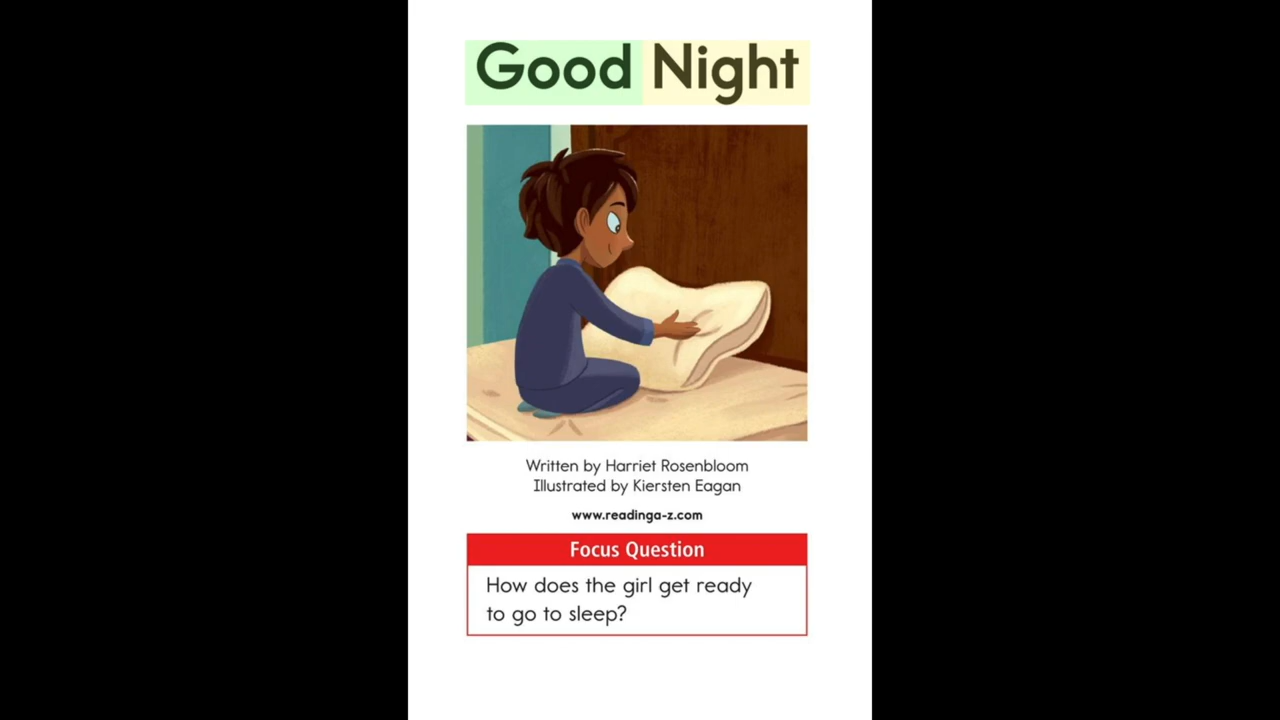 Good Night
Written by Harriet Rosenbloom
Illustrated by Kiersten Eagan
www.readinga-z.com
Focus Question
How does the girl get ready
to go to sleep?